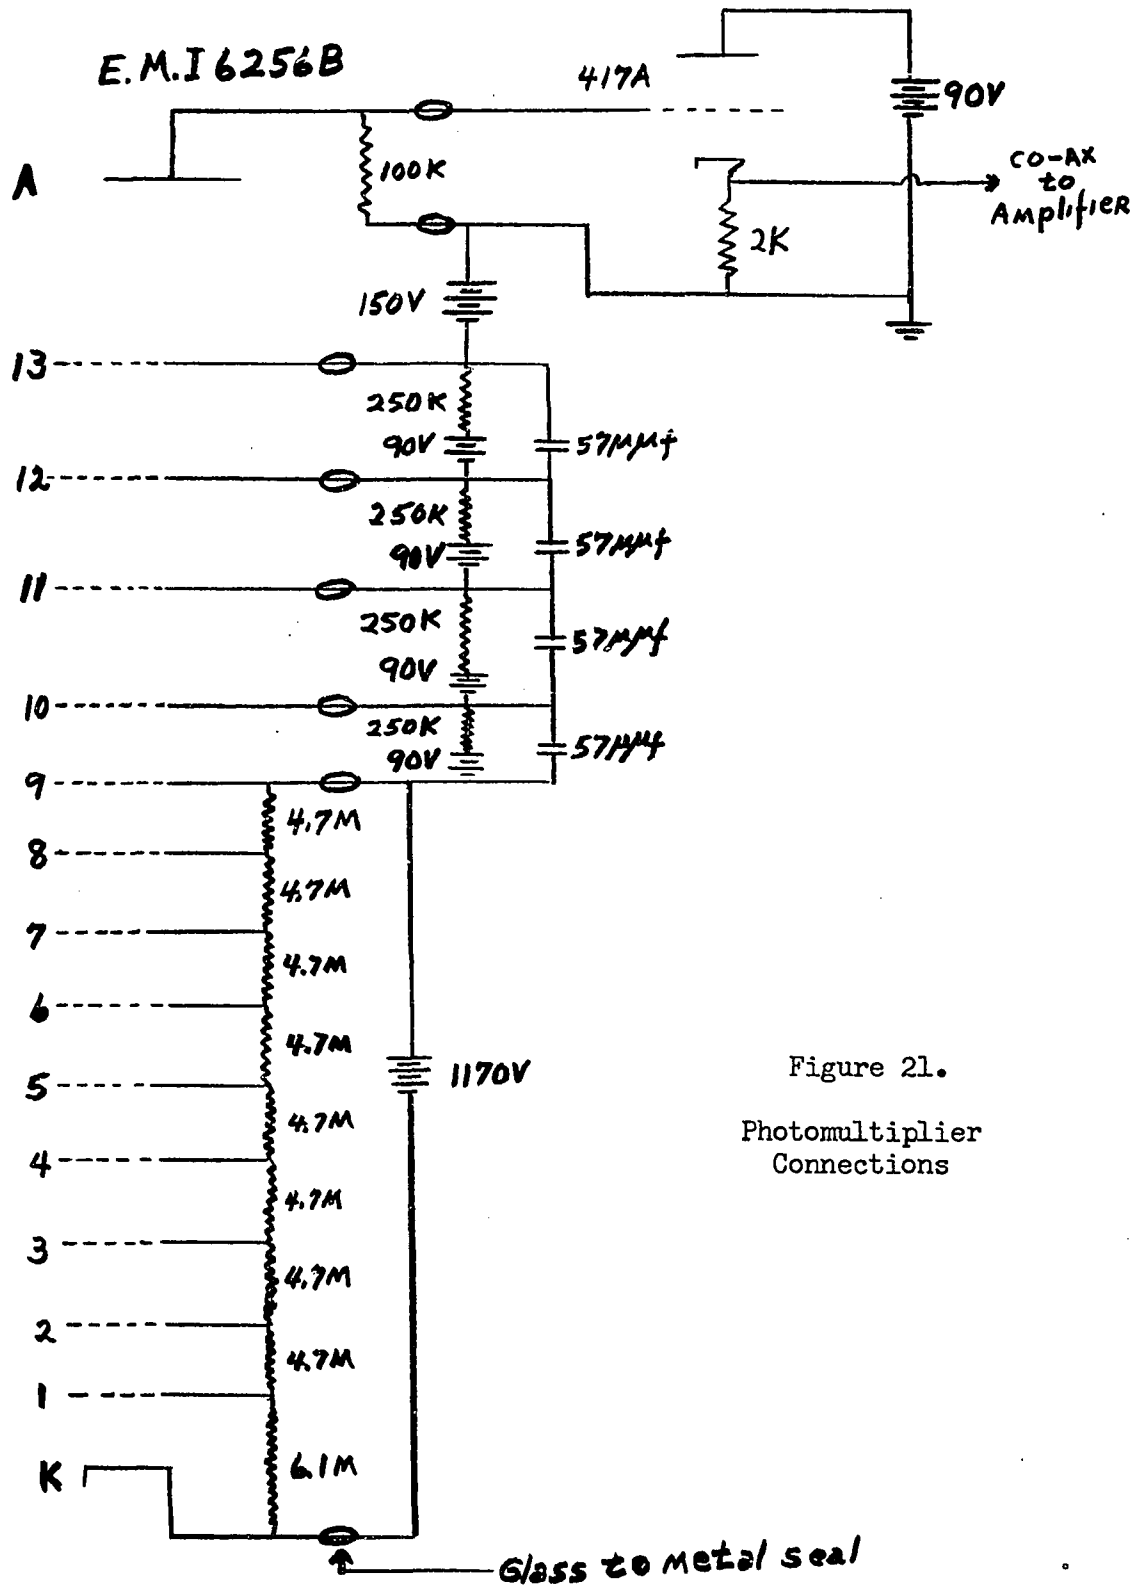 E.M.I 6256B
417A
90V
A
100K
CO-AX
to
Amplifier
2K
150V
13
250K
90V
57µµf
12
250K
90V
57µµf
11
250K
90V
57µµf
10
250K
90V
57µµf
9
4.7M
8
4.7M
7
4.7M
6
4.7M
5
1170V
4.7M
4
4.7M
3
4.7M
2
4.7M
1
K
6.1M
Glass to metal seal
Figure 21.
Photomultiplier
Connections